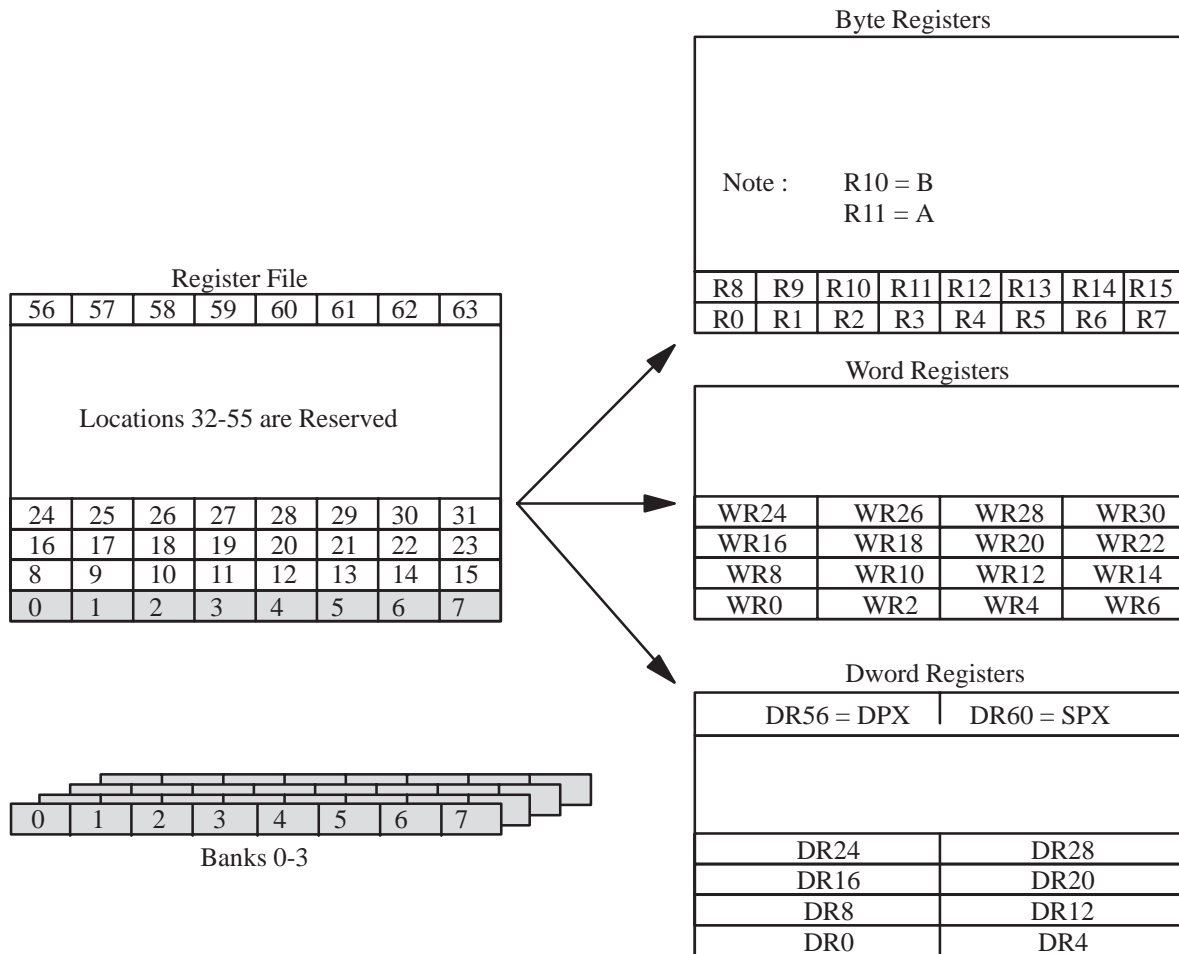 Byte Registers
Note : R10 = B
R11 = A
R8 R9 R10 R11 R12 R13 R14 R15
R0 R1 R2 R3 R4 R5 R6 R7
Register File
56 57 58 59 60 61 62 63
Locations 32-55 are Reserved
24 25 26 27 28 29 30 31
16 17 18 19 20 21 22 23
8 9 10 11 12 13 14 15
0 1 2 3 4 5 6 7
Word Registers
WR24 WR26 WR28 WR30
WR16 WR18 WR20 WR22
WR8 WR10 WR12 WR14
WR0 WR2 WR4 WR6
Dword Registers
DR56 = DPX DR60 = SPX
DR24 DR28
DR16 DR20
DR8 DR12
DR0 DR4
0 1 2 3 4 5 6 7
Banks 0-3